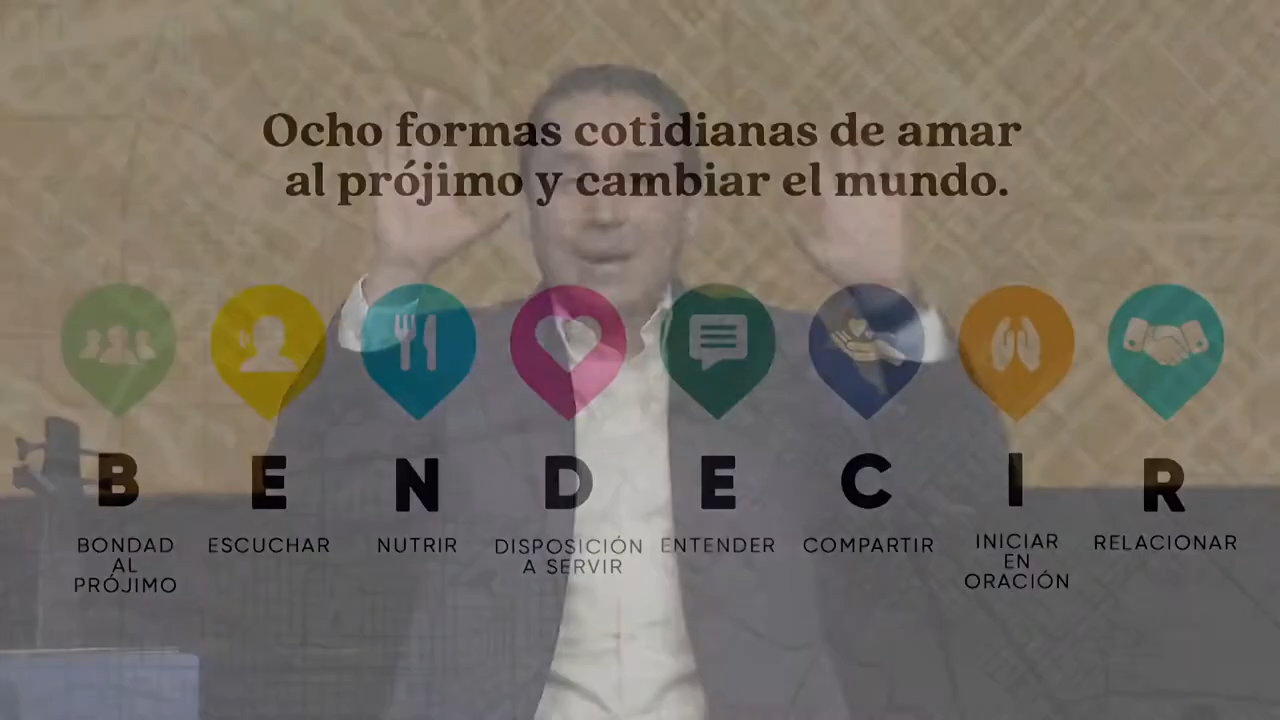 Ocho formas cotidianas de amar
al prójimo y cambiar el mundo.
B E N D E C I R
BONDAD
AL
PRÓJIMO
ESCUCHAR
NUTRIR
DISPOSICIÓN
A SERVIR
ENTENDER
COMPARTIR
INICIAR
EN
ORACIÓN
RELACIONAR